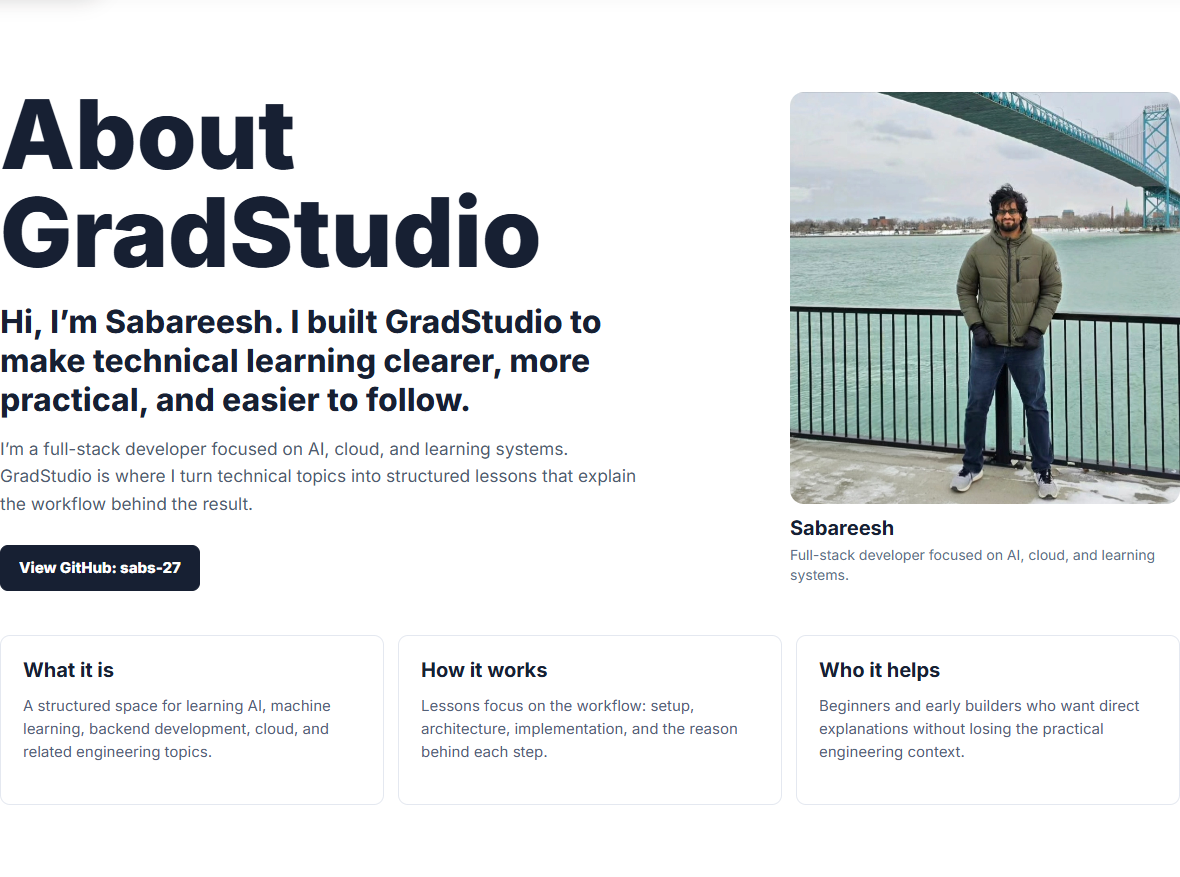 About
GradStudio
Hi, I’m Sabareesh. I built GradStudio to
make technical learning clearer, more
practical, and easier to follow.
I’m a full-stack developer focused on AI, cloud, and learning systems.
GradStudio is where I turn technical topics into structured lessons that explain
the workflow behind the result.
View GitHub: sabs-27
Sabareesh
Full-stack developer focused on AI, cloud, and learning
systems.
What it is
A structured space for learning AI, machine
learning, backend development, cloud, and
related engineering topics.
How it works
Lessons focus on the workflow: setup,
architecture, implementation, and the reason
behind each step.
Who it helps
Beginners and early builders who want direct
explanations without losing the practical
engineering context.